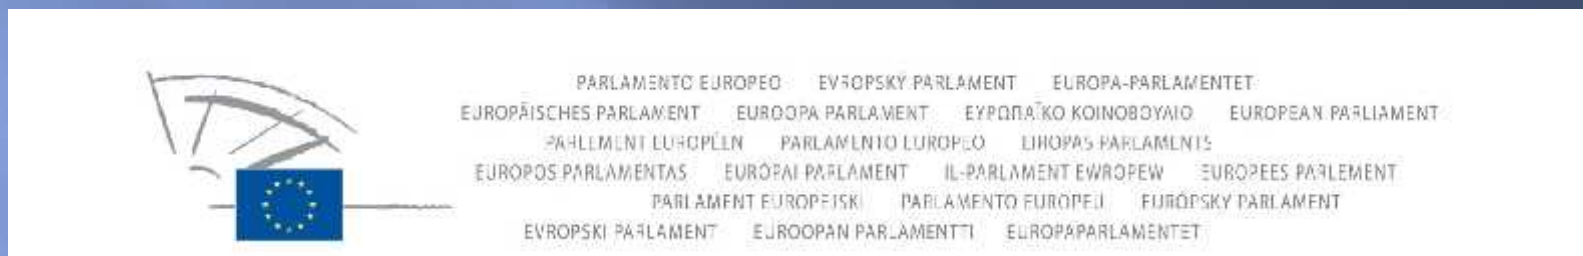 PARLAMENTO EUROPEO EVROPSKÝ PARLAMENT EUROPA-PARLAMENTET
EUROPÄISCHES PARLAMENT EUROOPA PARLAMENT ΕΥΡΩΠΑΪΚΟ ΚΟΙΝΟΒΟΥΛΙΟ EUROPEAN PARLIAMENT
PARLEMENT EUROPÉEN PARLAMENTO EUROPEO EIROPAS PARLAMENTS
EUROPOS PARLAMENTAS EURÓPAI PARLAMENT IL-PARLAMENT EWROPEW EUROPEES PARLEMENT
PARLAMENT EUROPEJSKI PARLAMENTO EUROPEU EURÓPSKY PARLAMENT
EVROPSKI PARLAMENT EUROOPAN PARLAMENTTI EUROPAPARLAMENTET